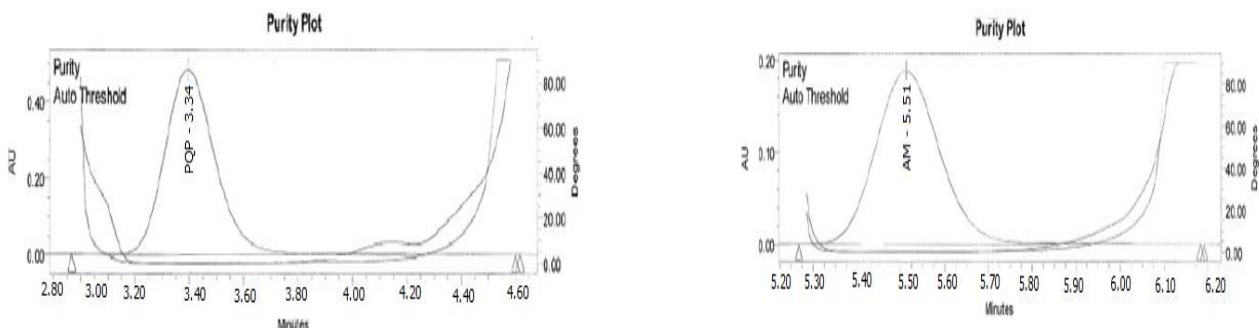 Purity Plot
Purity
Auto Threshold
PQP - 3.34
AU
0.40
0.20
0.00
80.00
60.00
40.00
20.00
0.00
Degrees
2.80 3.00 3.20 3.40 3.60 3.80 4.00 4.20 4.40 4.60
Minutes
Purity Plot
Purity
Auto Threshold
AM - 5.51
AU
0.20
0.10
0.00
80.00
60.00
40.00
20.00
00.00
Degrees
5.20 5.30 5.40 5.50 5.60 5.70 5.80 5.90 6.00 6.10 6.20
Minutes